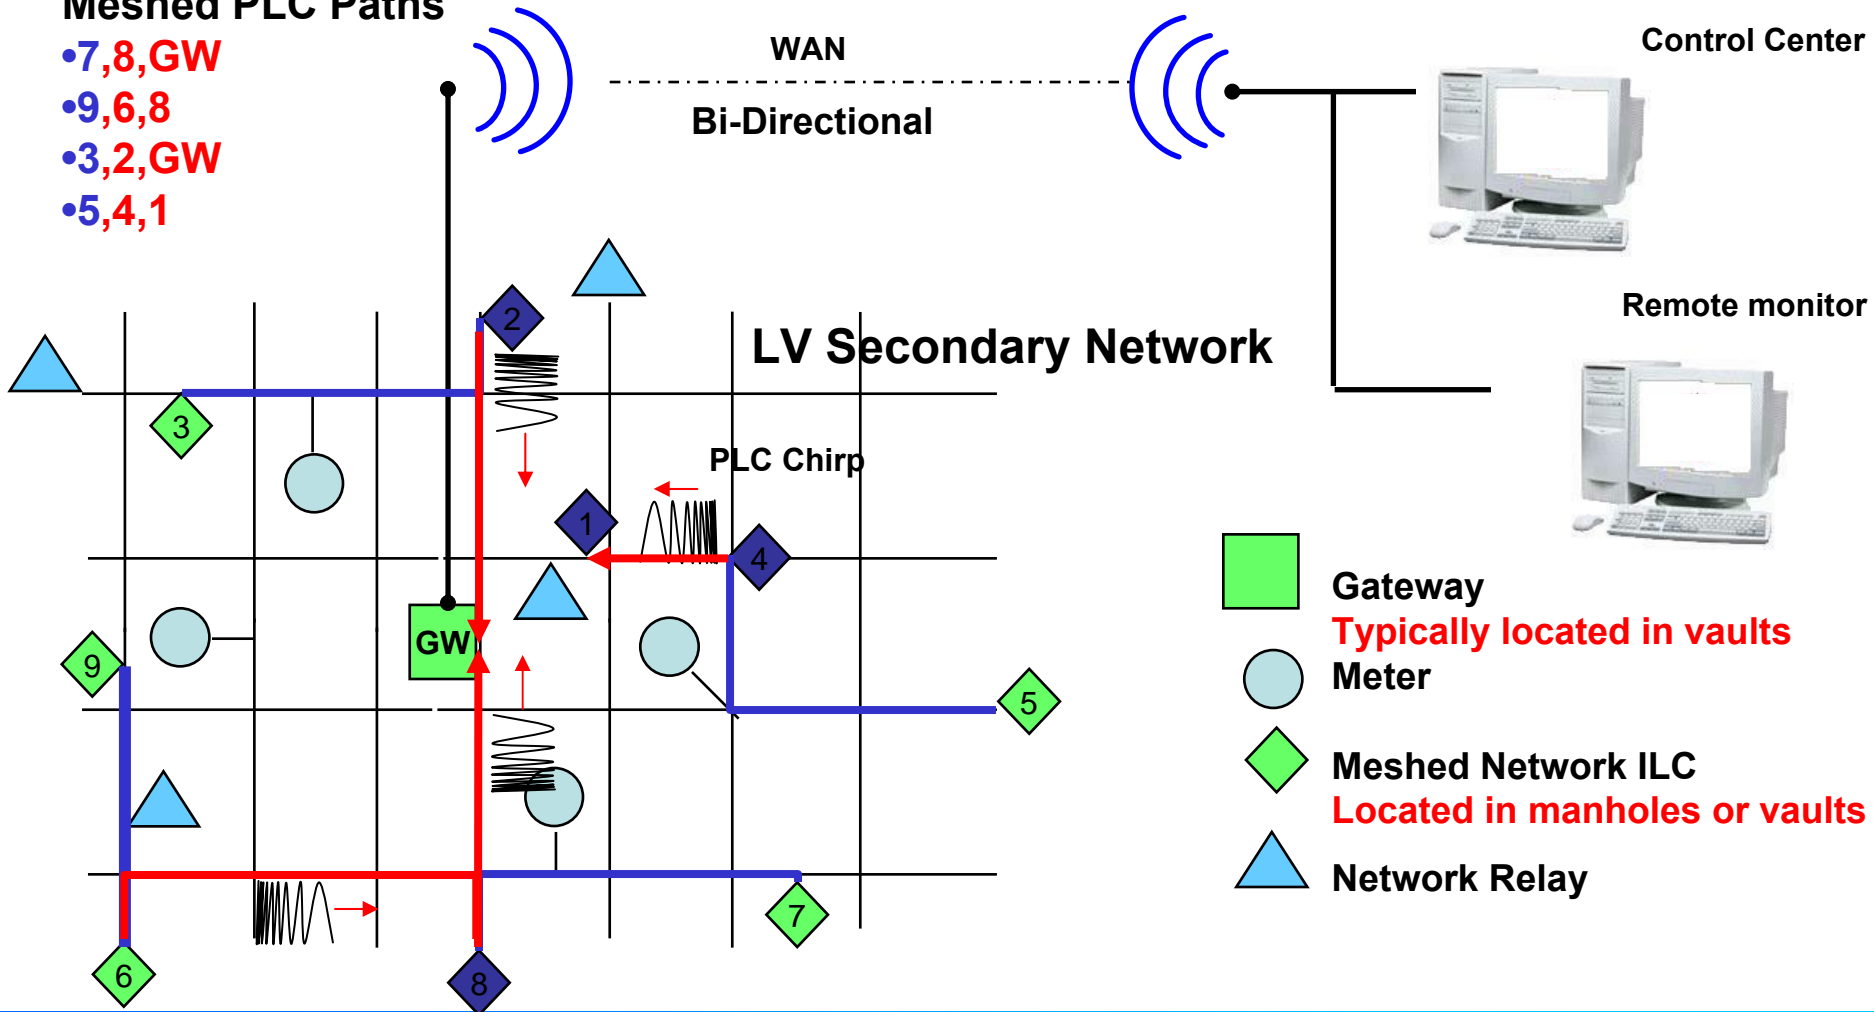 Meshed PLC Paths
•7,8,GW
•9,6,8
•3,2,GW
•5,4,1
WAN
Bi-Directional
Control Center
Remote monitor
LV Secondary Network
2
3
PLC Chirp
1
4
GW
9
5
7
6
8
Gateway
Typically located in vaults
Meter
Meshed Network ILC
Located in manholes or vaults
Network Relay